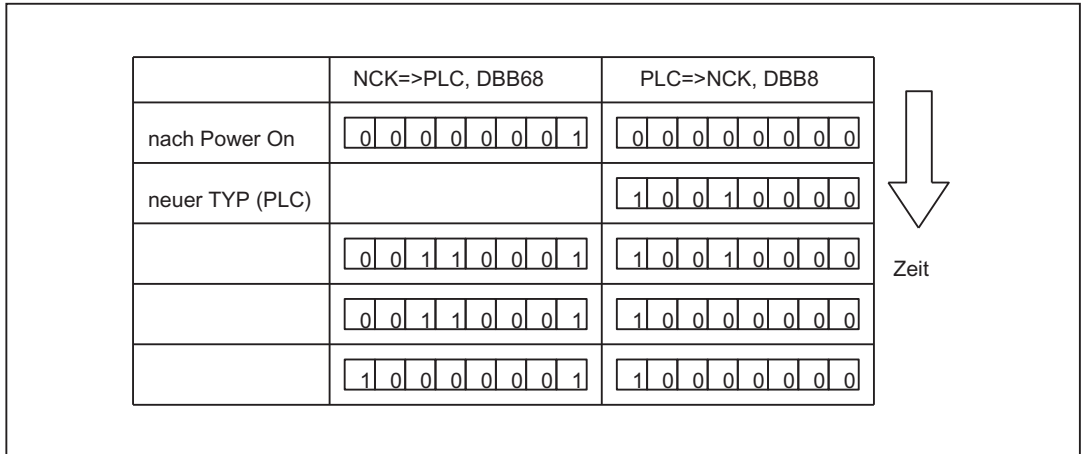 NCK=>PLC, DBB68 PLC=>NCK, DBB8
nach Power On 0 0 0 0 0 0 0 1 0 0 0 0 0 0 0 0
neuer TYP (PLC) 1 0 0 1 0 0 0 0
0 0 1 1 0 0 0 1 1 0 0 1 0 0 0 0
Zeit
0 0 1 1 0 0 0 1 1 0 0 0 0 0 0 0
1 0 0 0 0 0 0 1 1 0 0 0 0 0 0 0